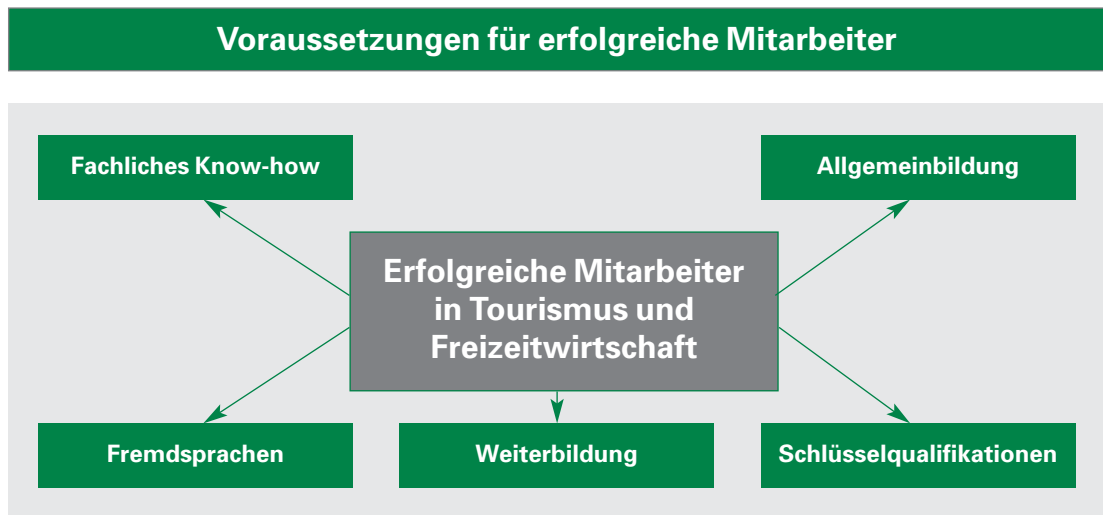 Voraussetzungen für erfolgreiche Mitarbeiter
Fachliches Know-how
Allgemeinbildung
Erfolgreiche Mitarbeiter
in Tourismus und
Freizeitwirtschaft
Fremdsprachen
Weiterbildung
Schlüsselqualifikationen